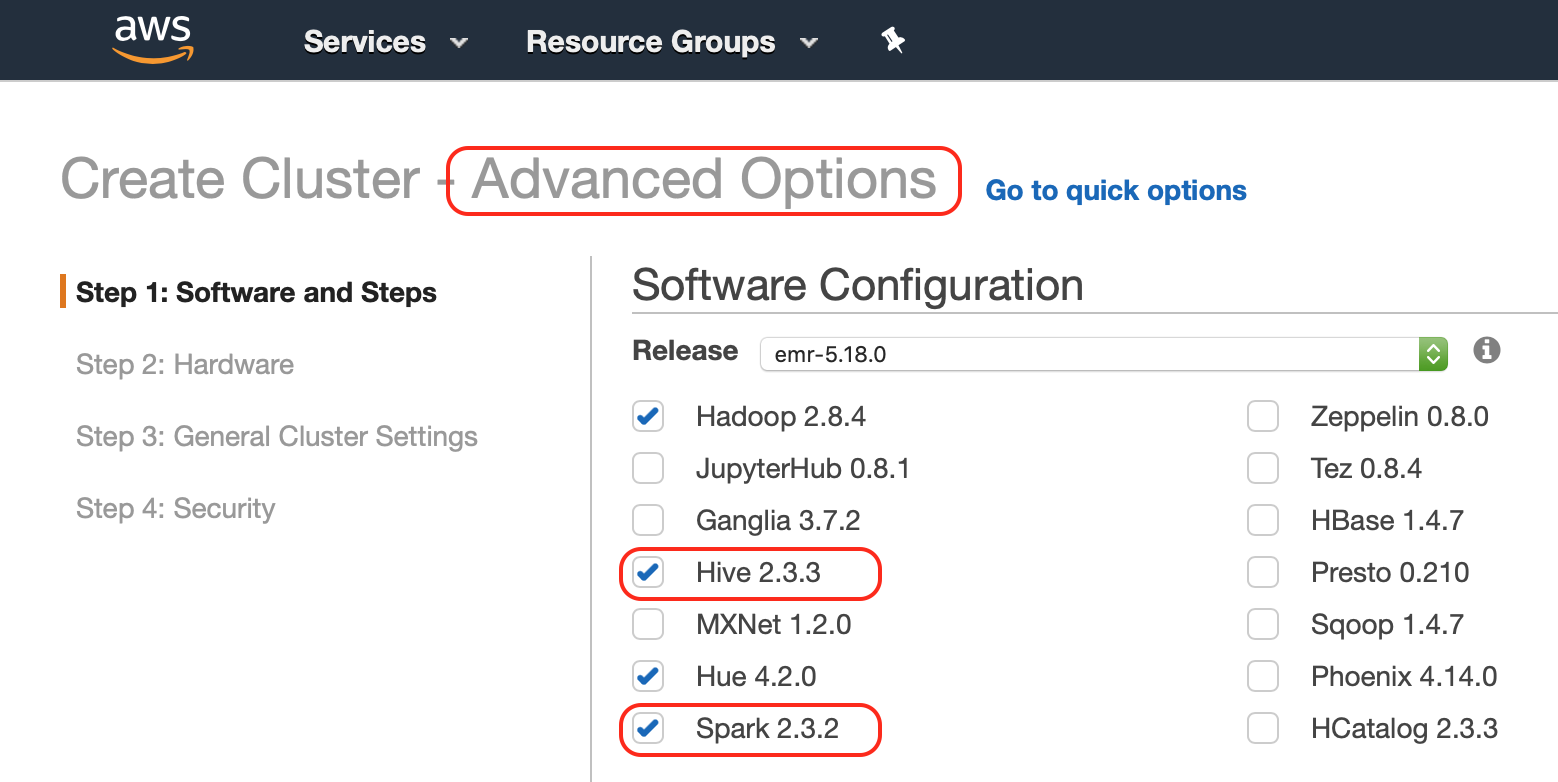 aws Services Resource Groups
Create Cluster - Advanced Options Go to quick options
Step 1: Software and Steps
Step 2: Hardware
Step 3: General Cluster Settings
Step 4: Security
Software Configuration
Release emr-5.18.0
Hadoop 2.8.4
JupyterHub 0.8.1
Ganglia 3.7.2
Hive 2.3.3
MXNet 1.2.0
Hue 4.2.0
Spark 2.3.2
Zeppelin 0.8.0
Tez 0.8.4
HBase 1.4.7
Presto 0.210
Sqoop 1.4.7
Phoenix 4.14.0
HCatalog 2.3.3